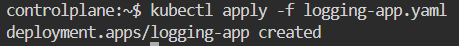 controlplane:~$ kubectl apply -f logging-app.yaml
deployment.apps/logging-app created